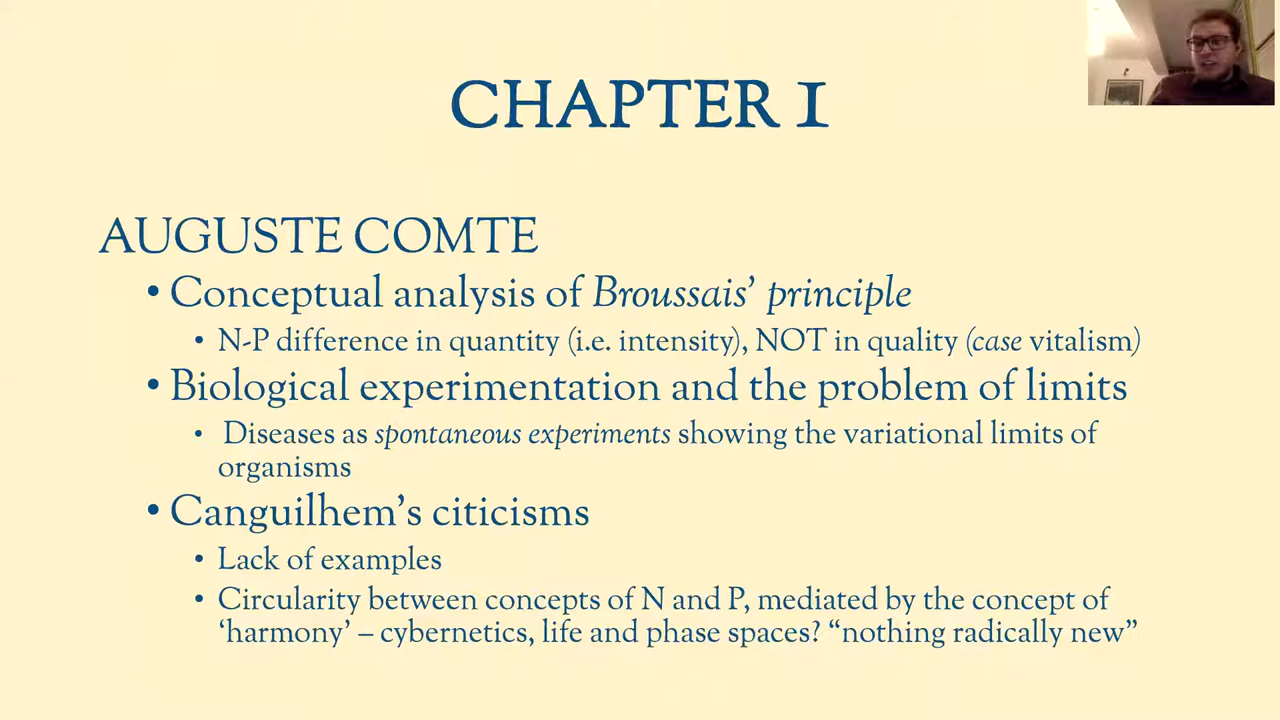 CHAPTER I
AUGUSTE COMTE
• Conceptual analysis of Broussais’ principle
• N-P difference in quantity (i.e. intensity), NOT in quality (case vitalism)
• Biological experimentation and the problem of limits
• Diseases as spontaneous experiments showing the variational limits of
organisms
• Canguilhem’s citicisms
• Lack of examples
• Circularity between concepts of N and P, mediated by the concept of
‘harmony’ – cybernetics, life and phase spaces? “nothing radically new”